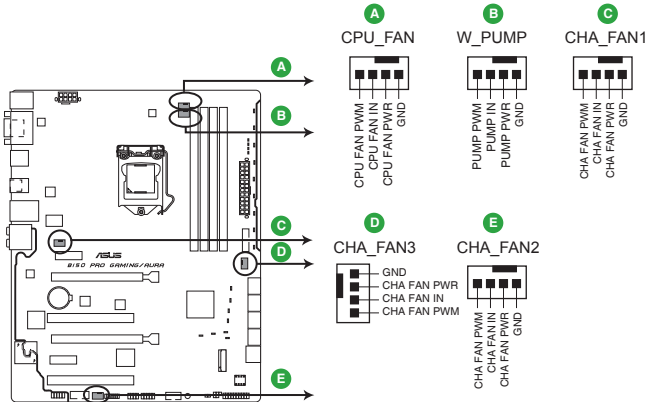 A
B
C
CPU_FAN
W_PUMP
CHA_FAN1
CPU FAN PWM
CPU FAN IN
CPU FAN PWR
GND
PUMP PWM
PUMP IN
PUMP PWR
GND
CHA FAN PWM
CHA FAN IN
CHA FAN PWR
GND
A
B
C
D
E
ASUS
B150 PRO GAMING/AURA
D
E
CHA_FAN3
CHA_FAN2
GND
CHA FAN PWR
CHA FAN IN
CHA FAN PWM
CHA FAN PWM
CHA FAN IN
CHA FAN PWR
GND